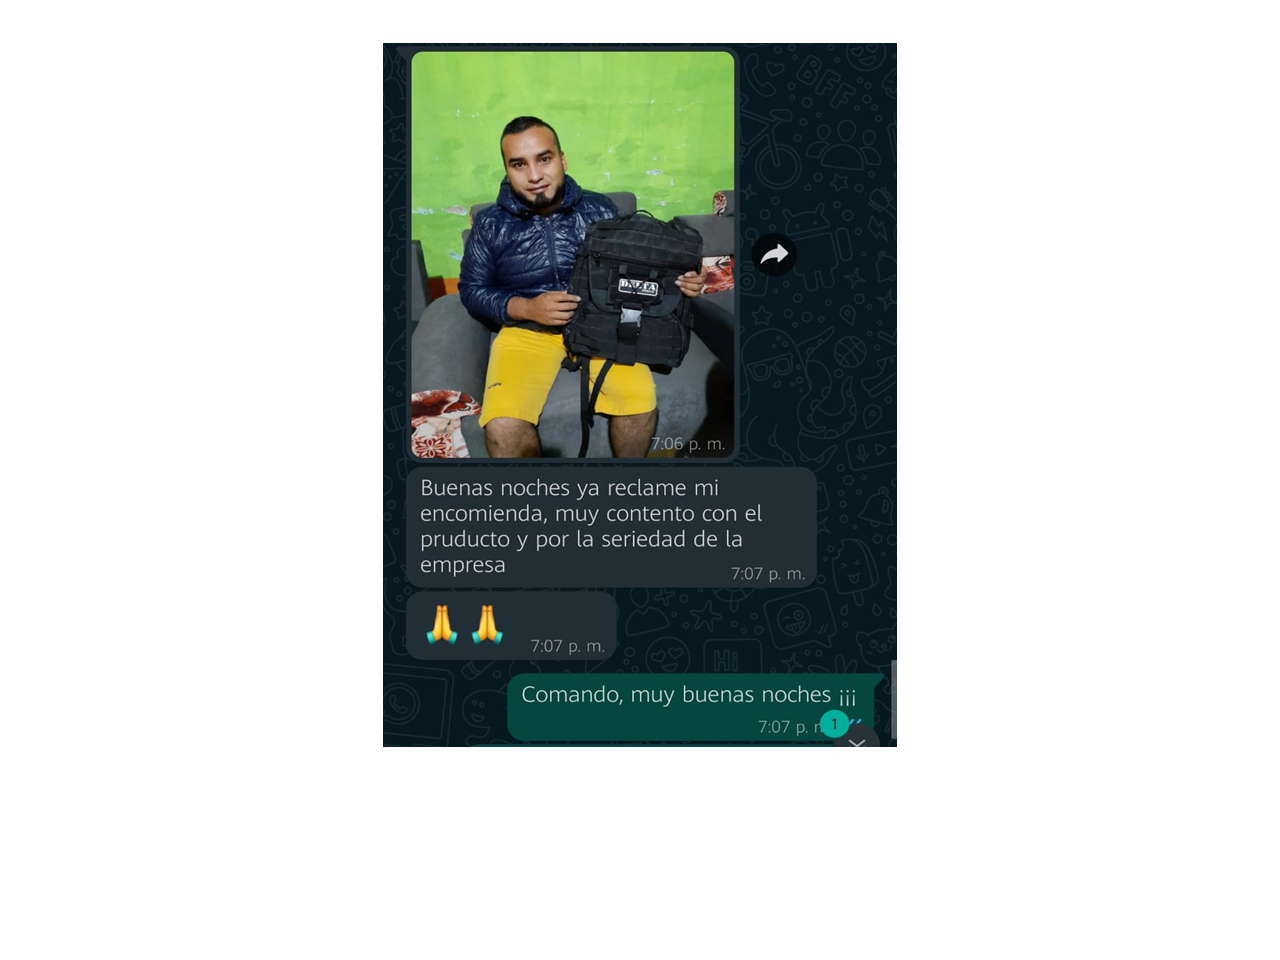 7:06 p. m.
Buenas noches ya reclame mi
encomienda, muy contento con el
pruducto y por la seriedad de la
empresa
7:07 p. m.
🙏 🙏
7:07 p. m.
Comando, muy buenas noches ¡¡¡
7:07 p.
1